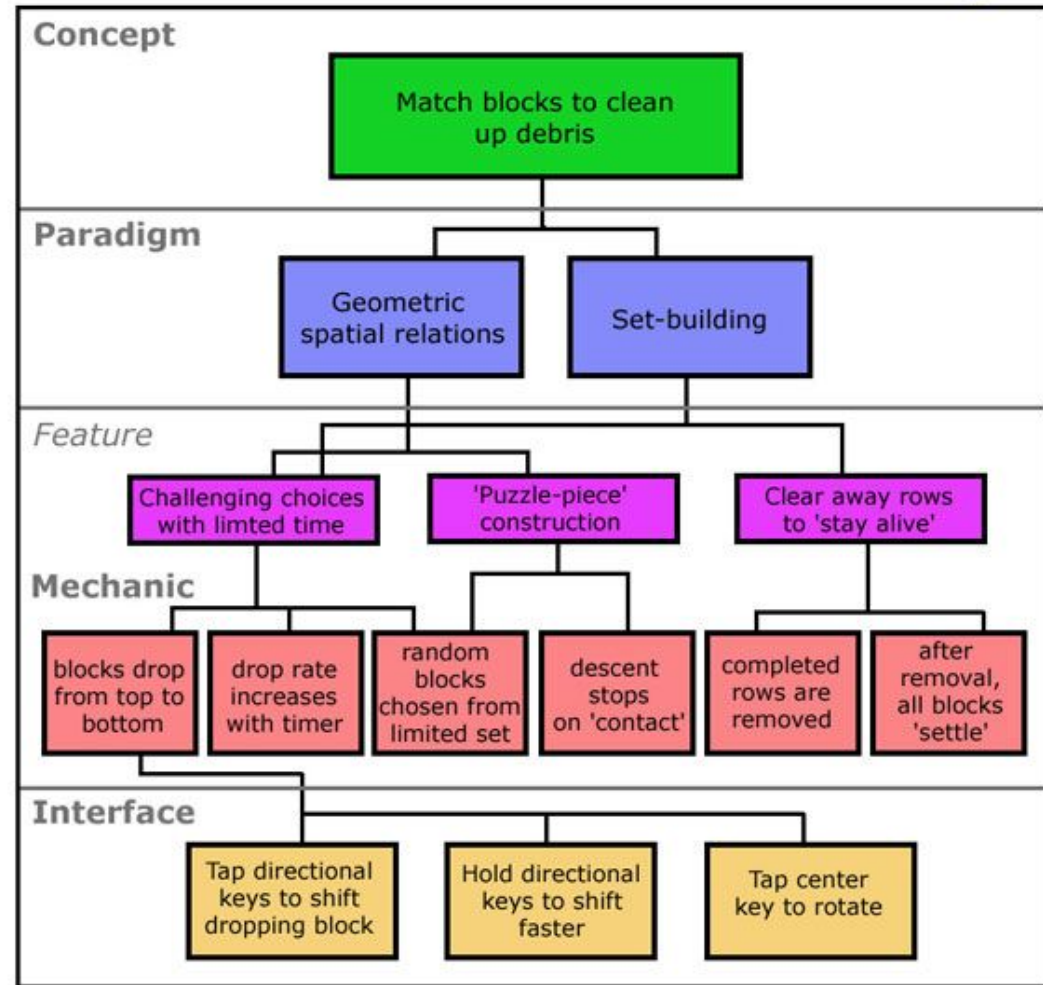 Concept
Match blocks to clean
up debris
Paradigm
Geometric
spatial relations
Set-building
Feature
Challenging choices
with limted time
'Puzzle-piece'
construction
Clear away rows
to 'stay alive'
Mechanic
blocks drop
from top to
bottom
drop rate
increases
with timer
random
blocks
chosen from
limited set
descent
stops
on 'contact'
completed
rows are
removed
after
removal,
all blocks
'settle'
Interface
Tap directional
keys to shift
dropping block
Hold directional
keys to shift
faster
Tap center
key to rotate